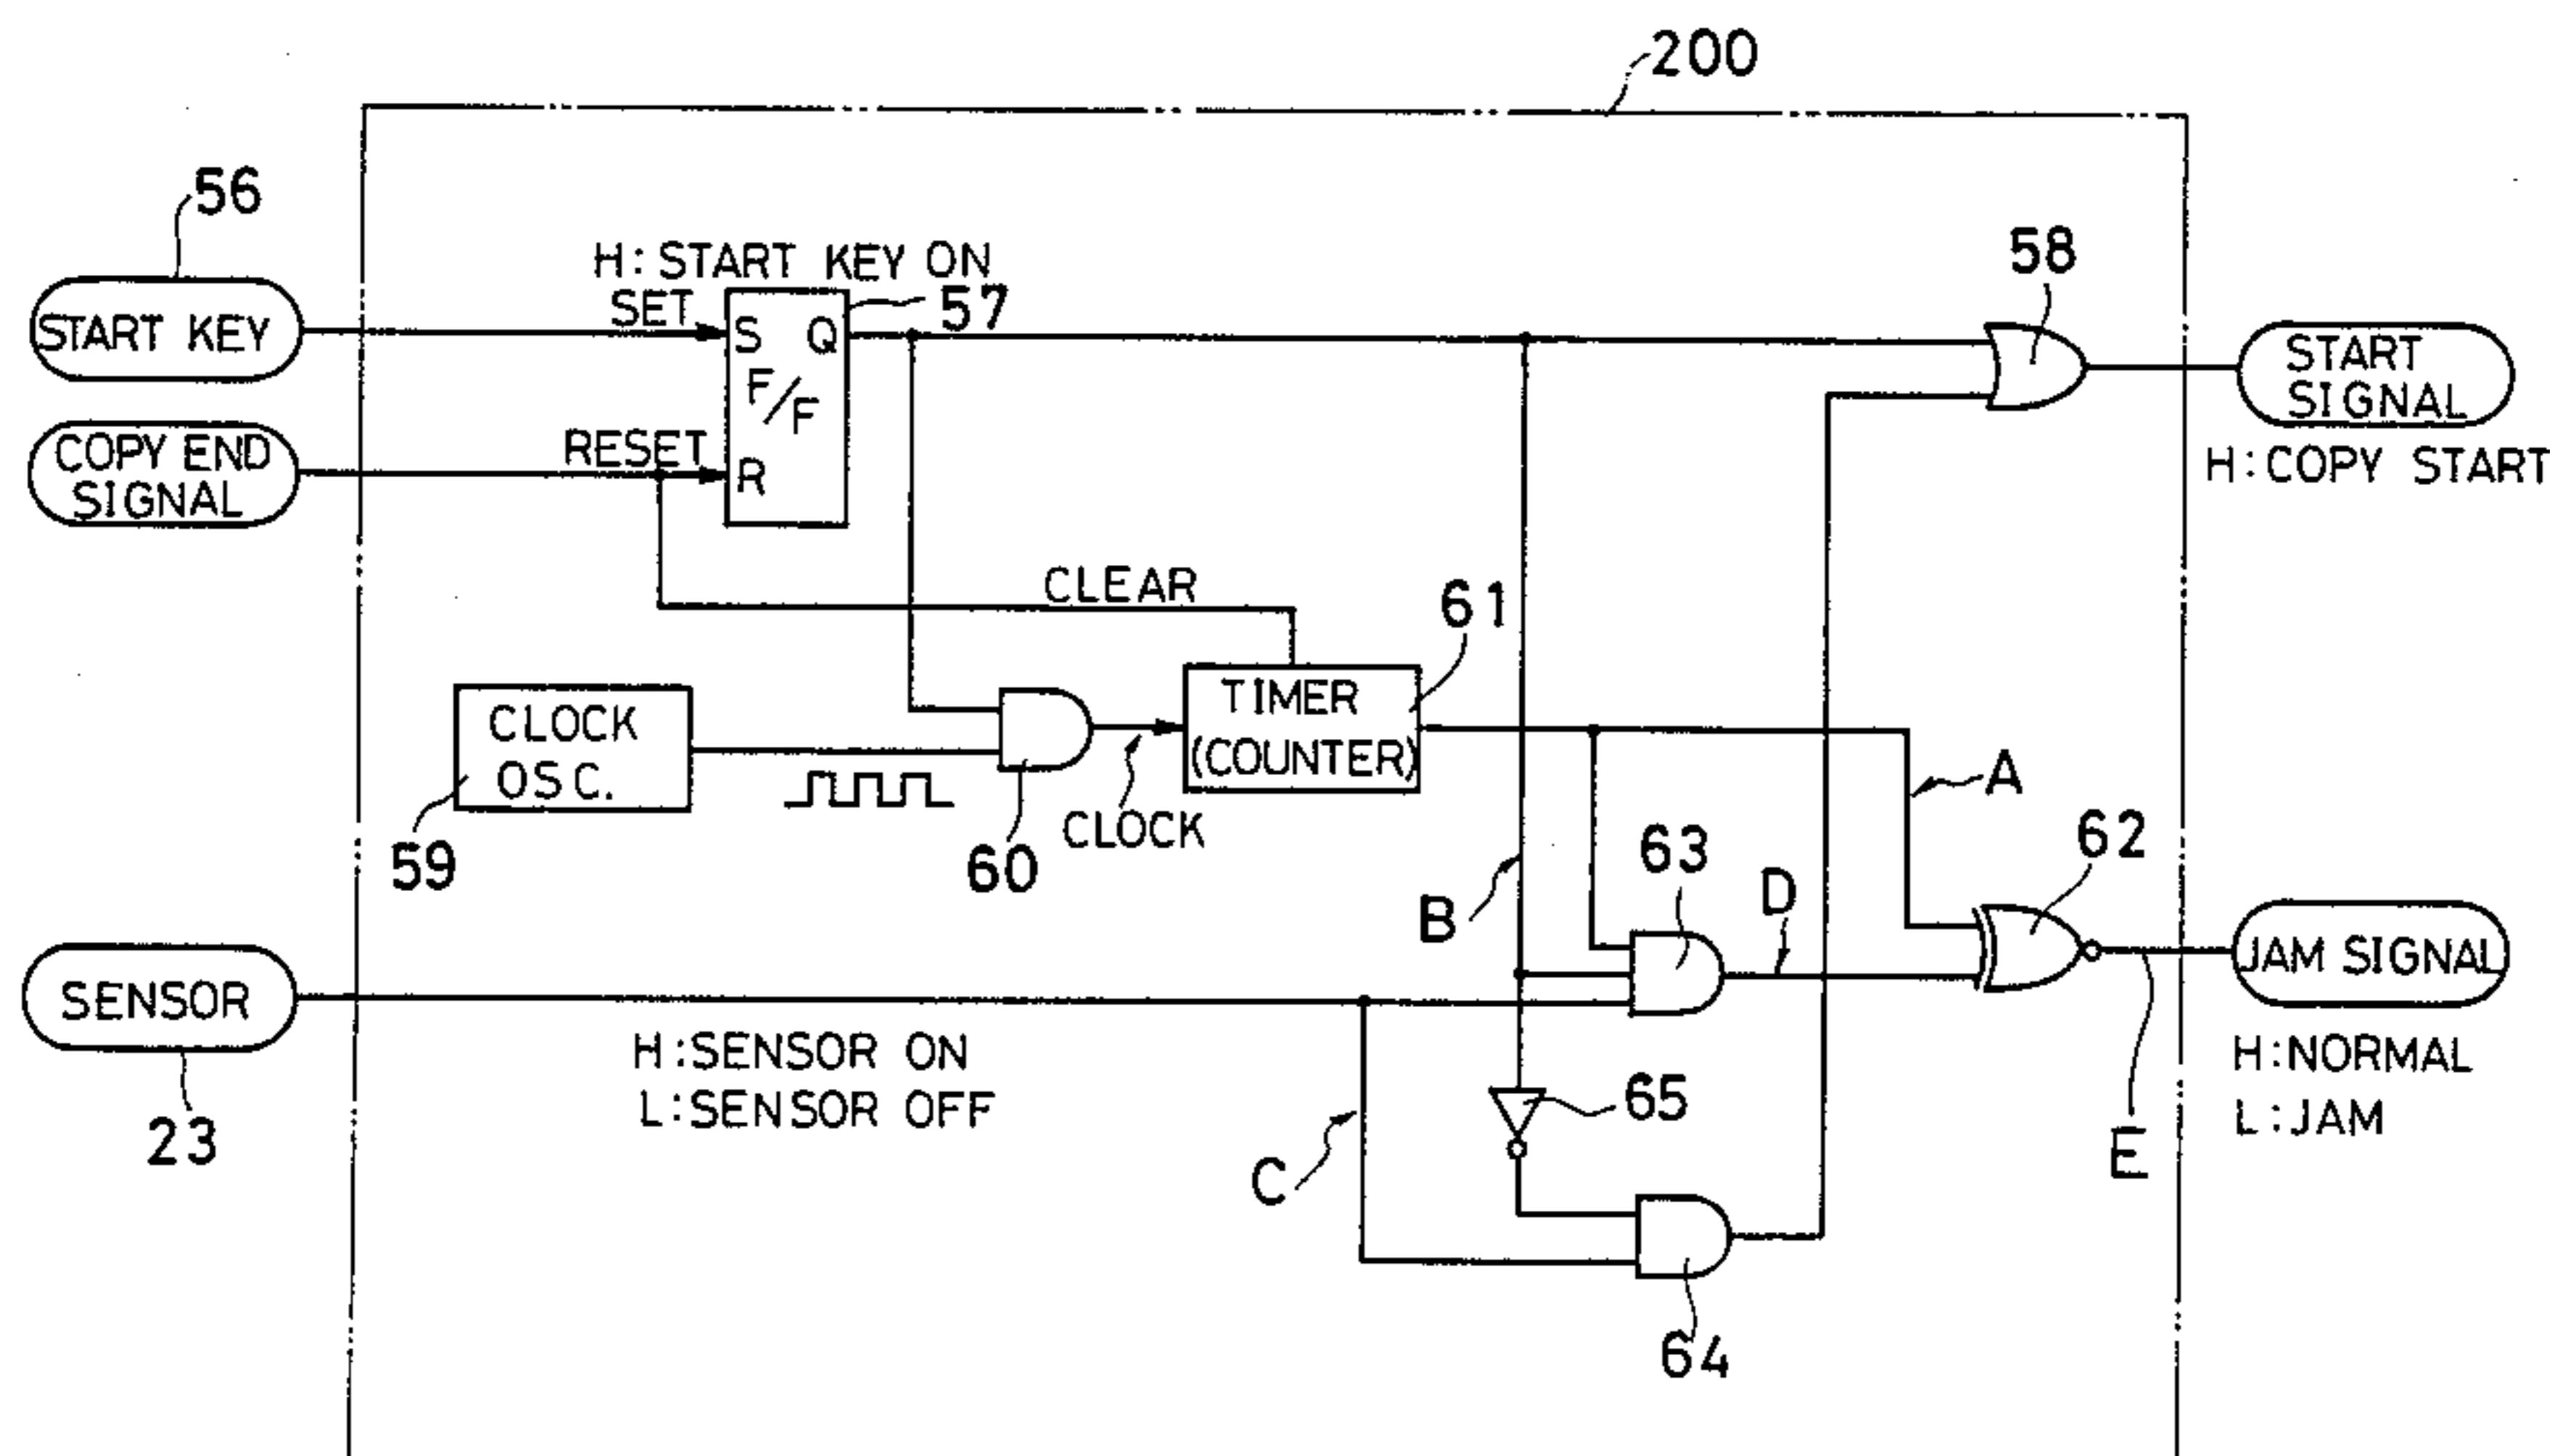 200
56
START KEY
H: START KEY ON
SET
57
S Q
F/F
58
START
SIGNAL
H: COPY START
COPY END
SIGNAL
RESET
R
CLEAR
61
CLOCK
OSC.
59
60
CLOCK
TIMER
(COUNTER)
A
62
63
B
D
SENSOR
23
H:SENSOR ON
L:SENSOR OFF
JAM SIGNAL
H:NORMAL
L:JAM
E
65
C
64